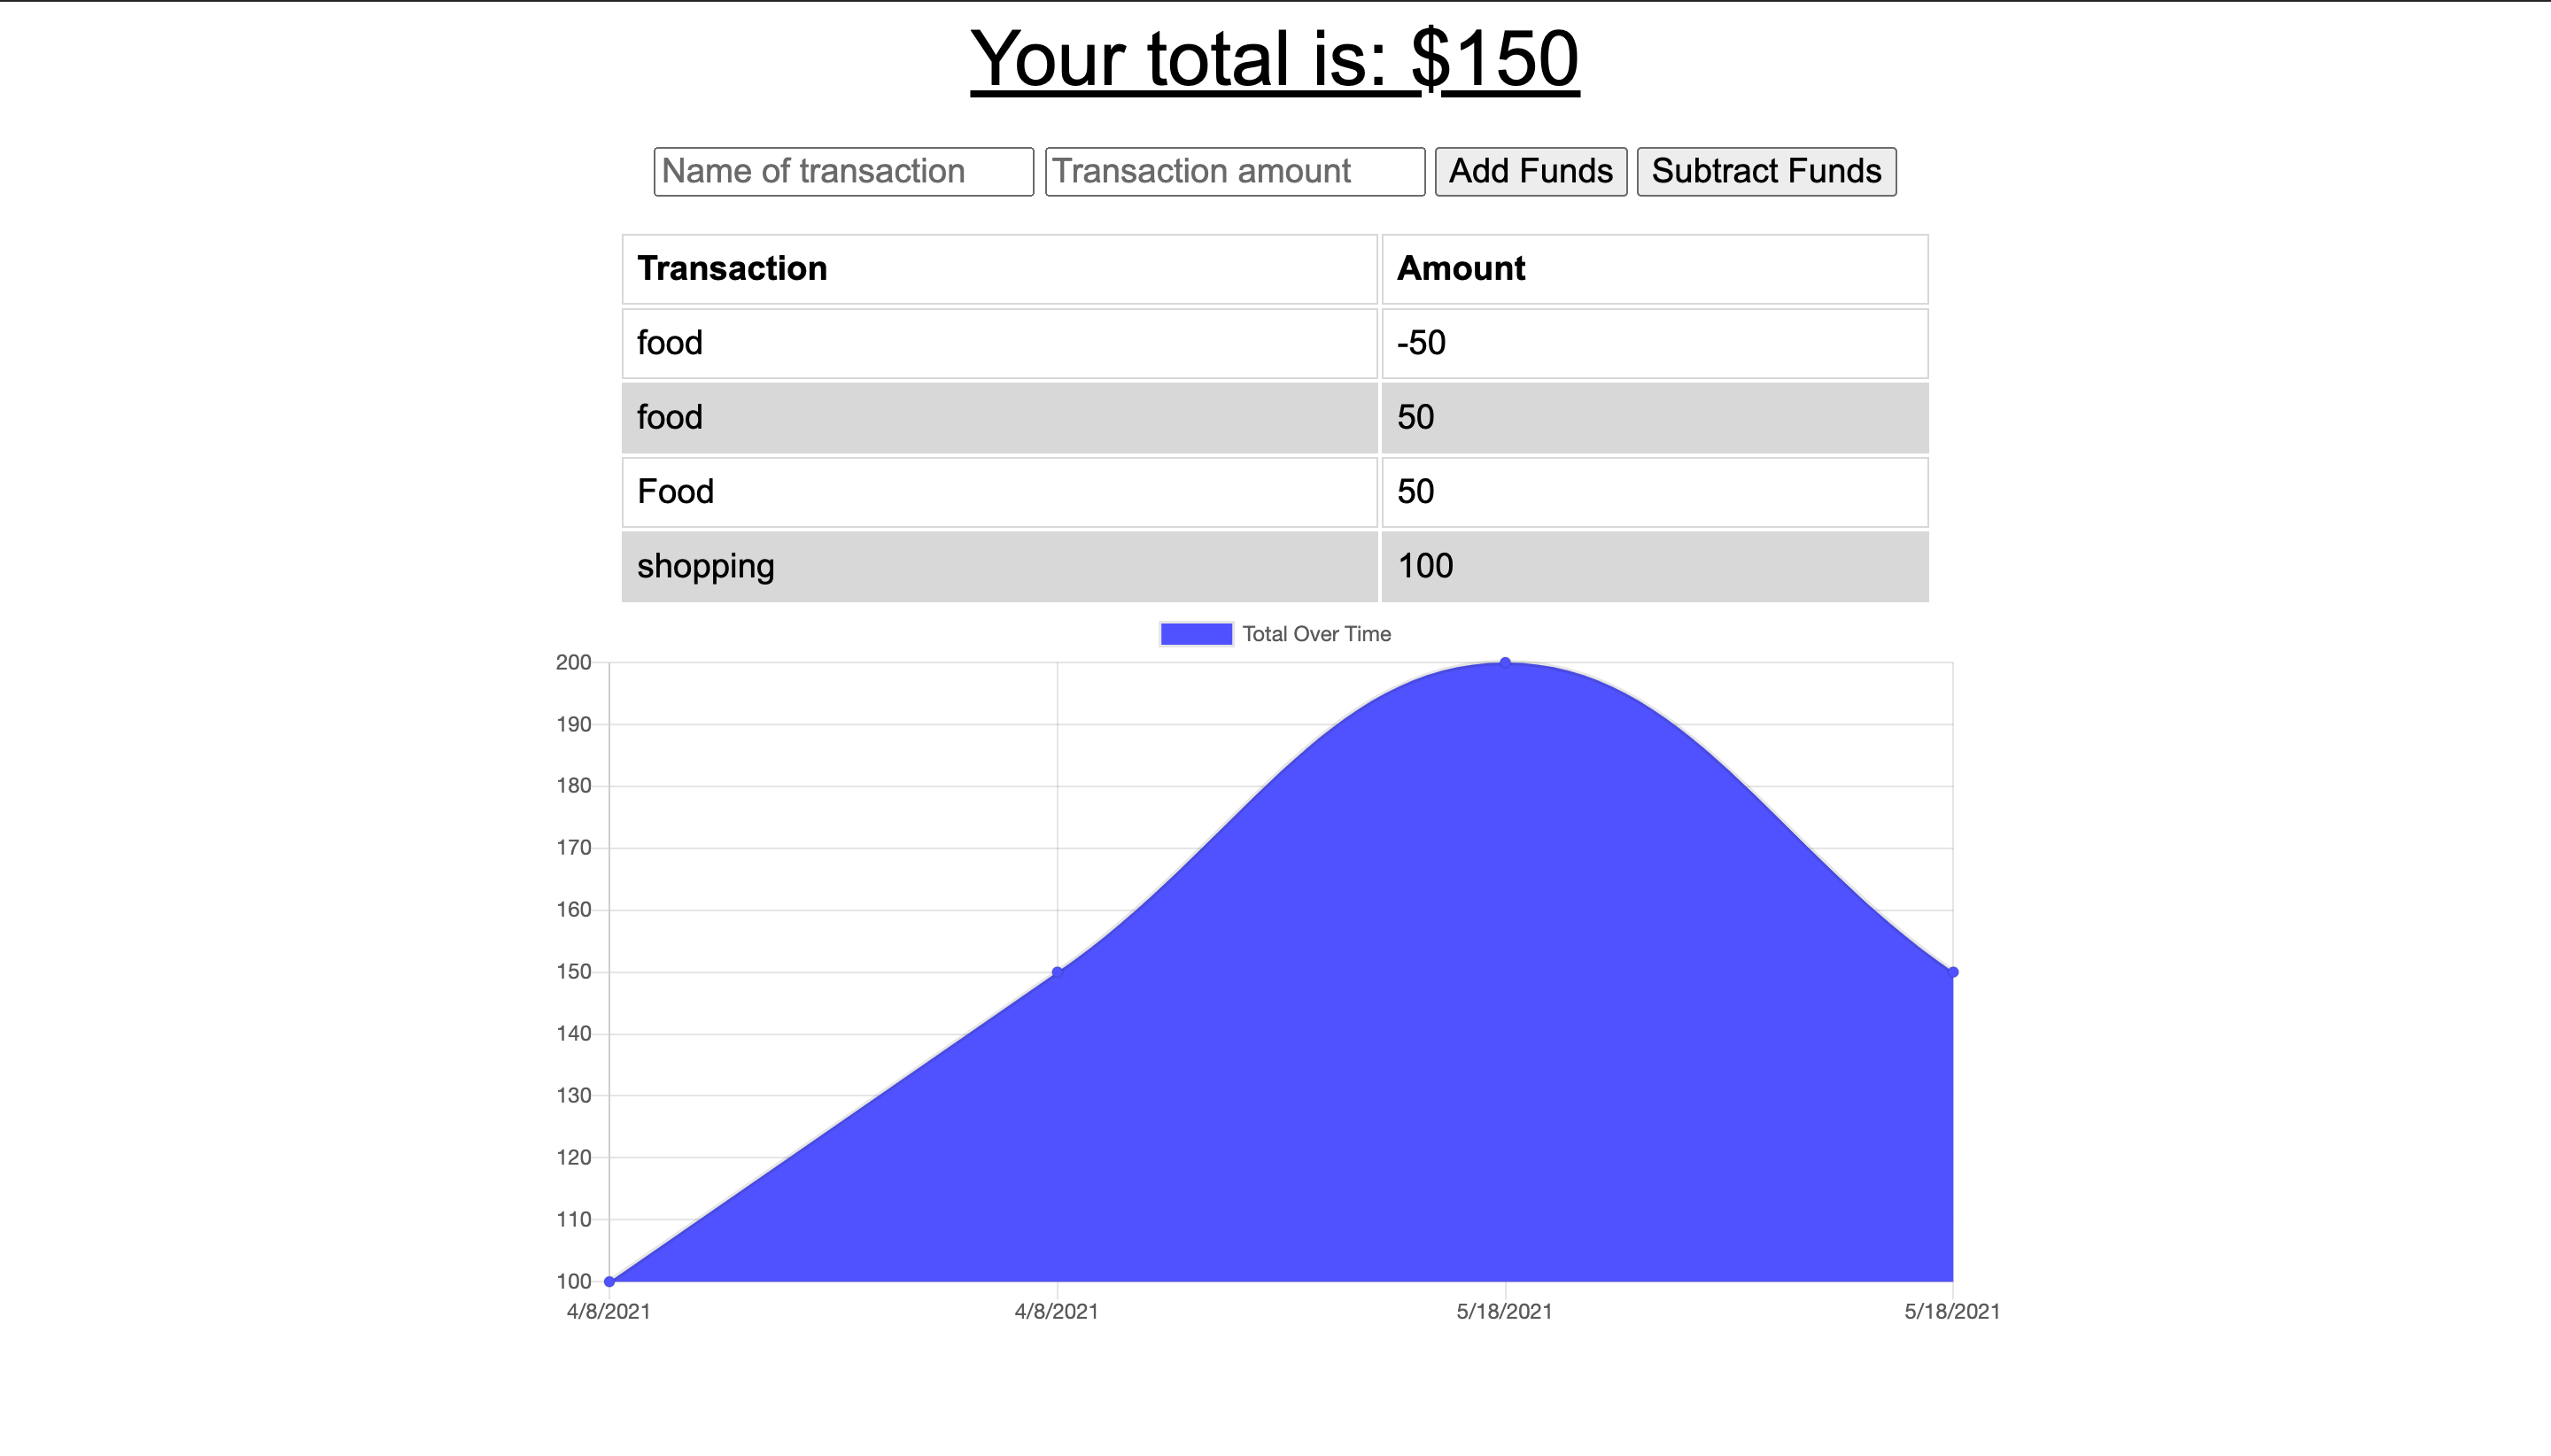 Your total is: $150
Name of transaction Transaction amount Add Funds Subtract Funds
Transaction Amount
food -50
food 50
Food 50
shopping 100
Total Over Time
200
190
180
170
160
150
140
130
120
110
100
4/8/2021 4/8/2021 5/18/2021 5/18/2021